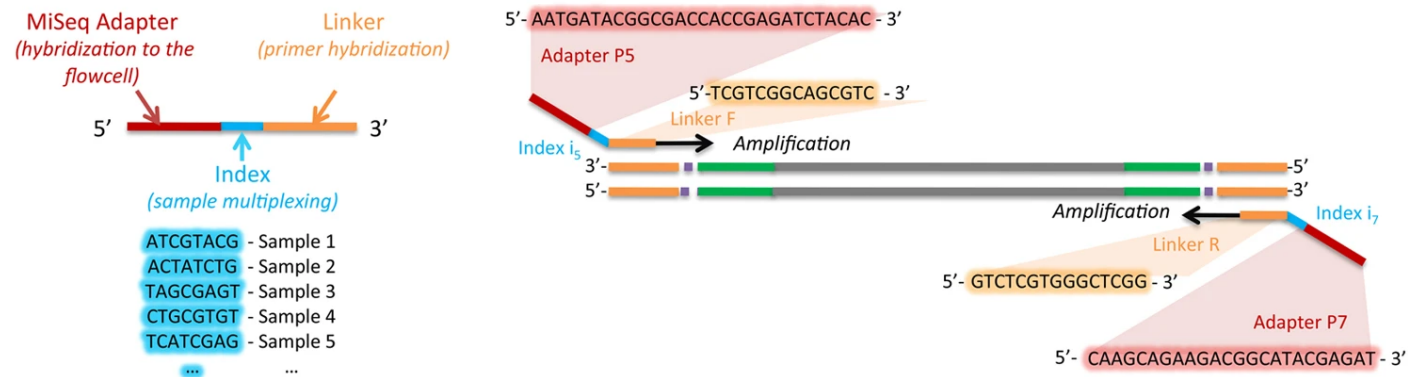 MiSeq Adapter
(hybridization to the
flowcell)
Linker
(primer hybridization)
5’
3’
Index
(sample multiplexing)
ATCGTACG - Sample 1
ACTATCTG - Sample 2
TAGCGAGT - Sample 3
CTGCGTGT - Sample 4
TCATCGAG - Sample 5
... ...
5’- AATGATACGGCGACCACCGAGATCTACAC - 3’
Adapter P5
5’-TCGTCGGCAGCGTC - 3’
Linker F
Index i5
Amplification
3’- -5’
5’- -3’
Amplification
Index i7
Linker R
5’- GTCTCGTGGGCTCGG - 3’
Adapter P7
5’- CAAGCAGAAGACGGCATACGAGAT - 3’